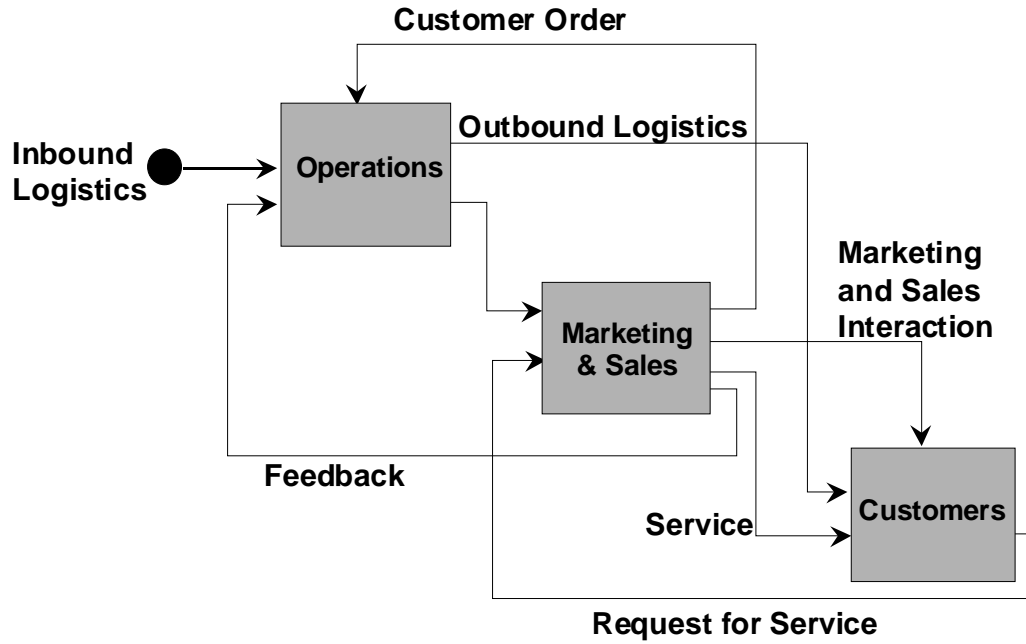 Customer Order
Outbound Logistics
Inbound
Logistics
Operations
Marketing
and Sales
Interaction
Marketing
& Sales
Feedback
Service
Customers
Request for Service